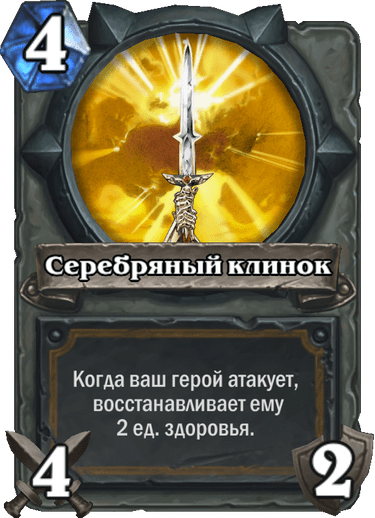 4
Серебряный клинок
Когда ваш герой атакует,
восстанавливает ему
2 ед. здоровья.
4
2